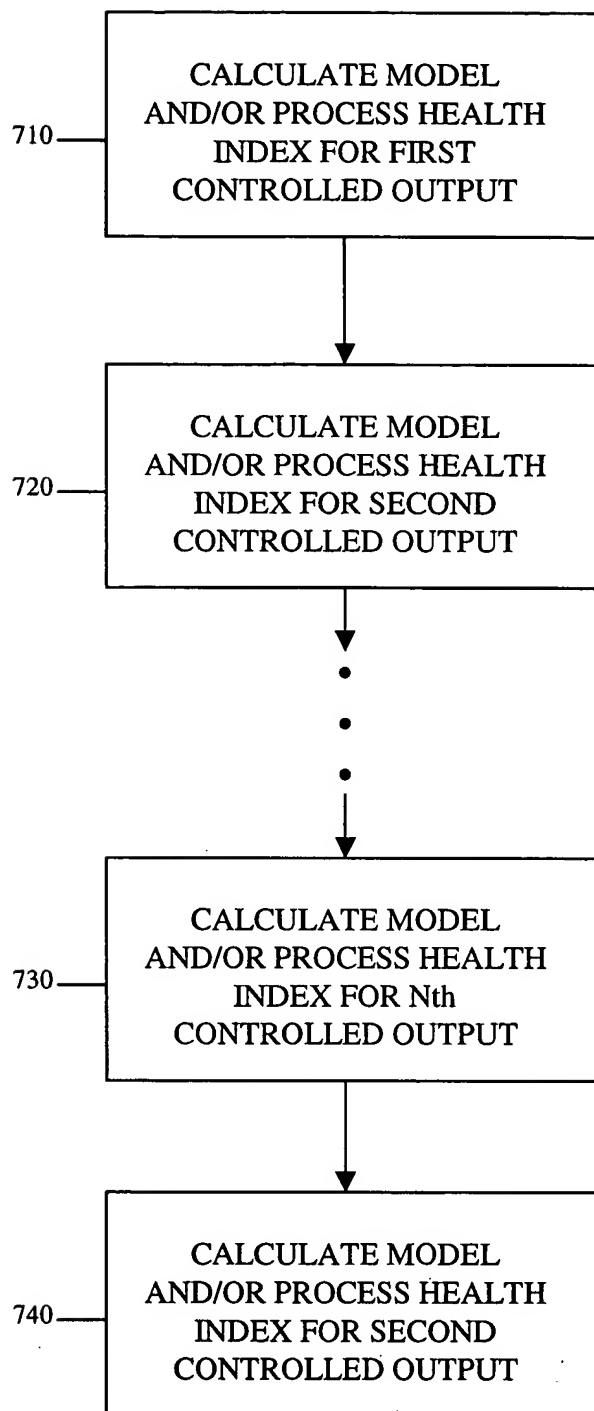 CALCULATE MODEL
AND/OR PROCESS HEALTH
710
INDEX FOR FIRST
CONTROLLED OUTPUT
CALCULATE MODEL
AND/OR PROCESS HEALTH
720
INDEX FOR SECOND
CONTROLLED OUTPUT
CALCULATE MODEL
AND/OR PROCESS HEALTH
730
INDEX FOR Nth
CONTROLLED OUTPUT
CALCULATE MODEL
AND/OR PROCESS HEALTH
740
INDEX FOR SECOND
CONTROLLED OUTPUT